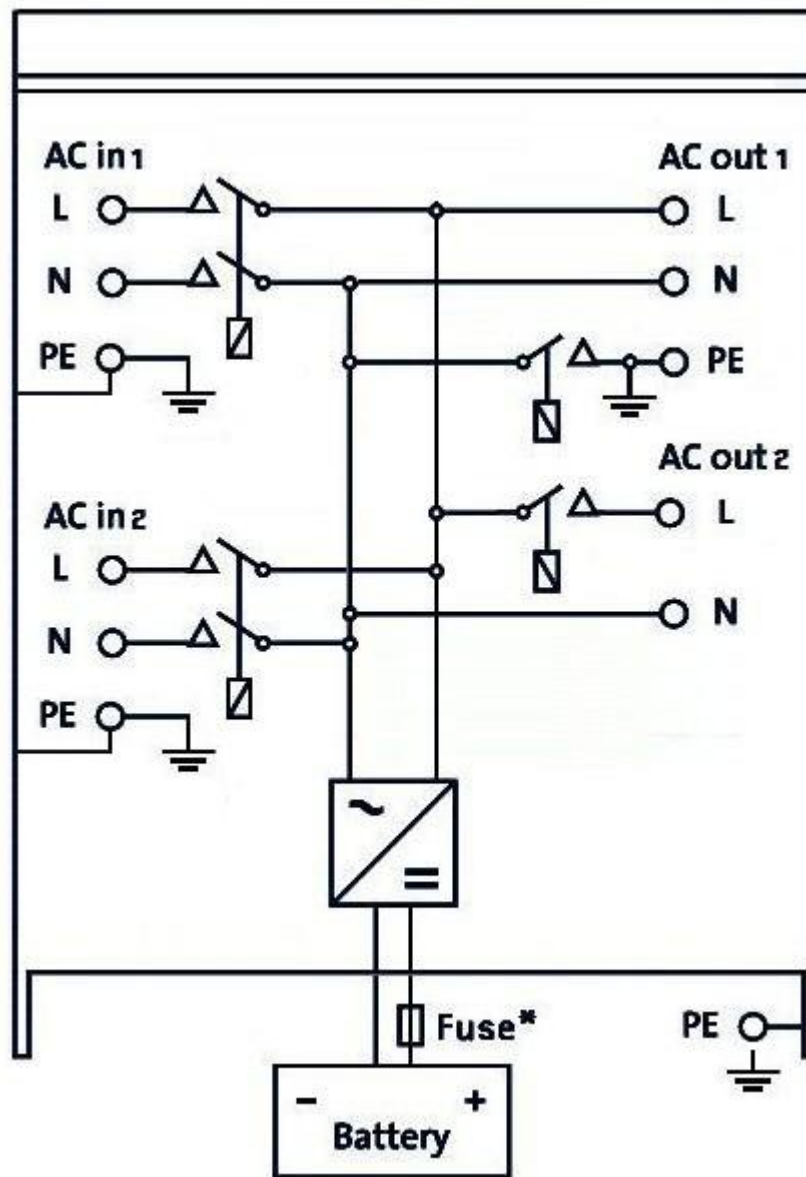 AC in 1
L
N
PE
AC out 1
L
N
PE
AC in 2
L
N
PE
AC out 2
L
N
~
=
Fuse*
PE
- +
Battery